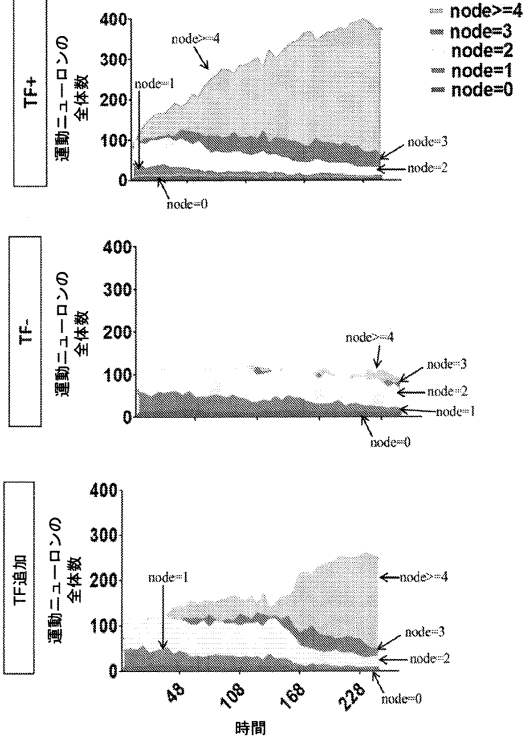 node>=4
node=3
node=2
node=1
node=0
TF+
運動ニューロンの
全体数
400
300
200
100
0
node>=4
node=1
node=3
node=2
node=0
TF-
運動ニューロンの
全体数
400
300
200
100
0
node>=4
node=3
node=2
node=1
node=0
TF追加
運動ニューロンの
全体数
400
300
200
100
0
node=1
node>=4
node=3
node=2
node=0
48
108
168
228
時間